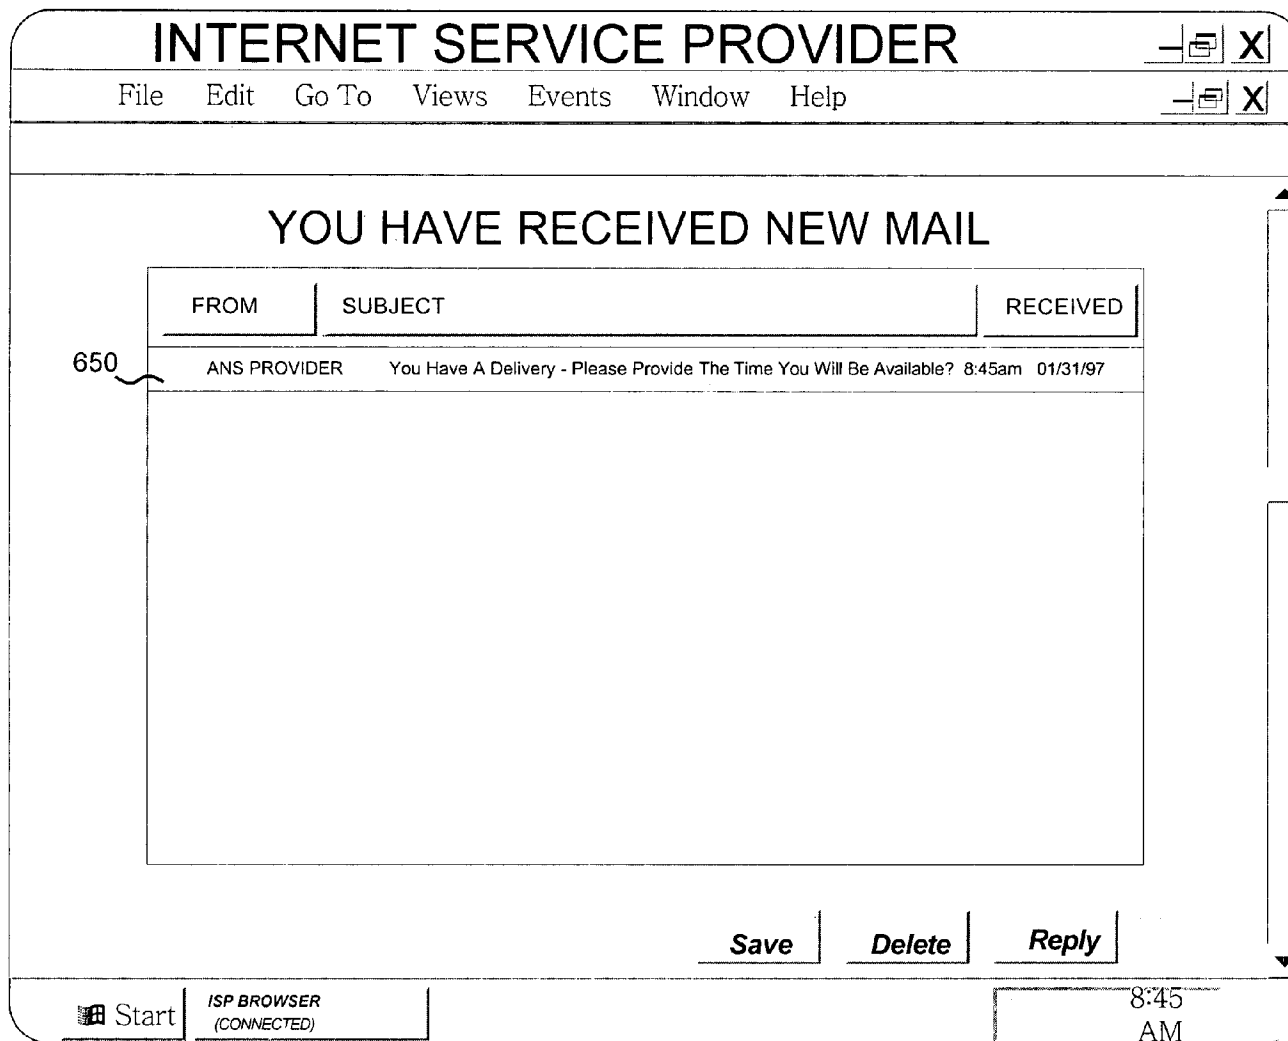 INTERNET SERVICE PROVIDER
File Edit Go To Views Events Window Help
YOU HAVE RECEIVED NEW MAIL
FROM SUBJECT RECEIVED
650 ANS PROVIDER You Have A Delivery - Please Provide The Time You Will Be Available? 8:45am 01/31/97
Save Delete Reply
Start ISP BROWSER
(CONNECTED)
8:45
AM